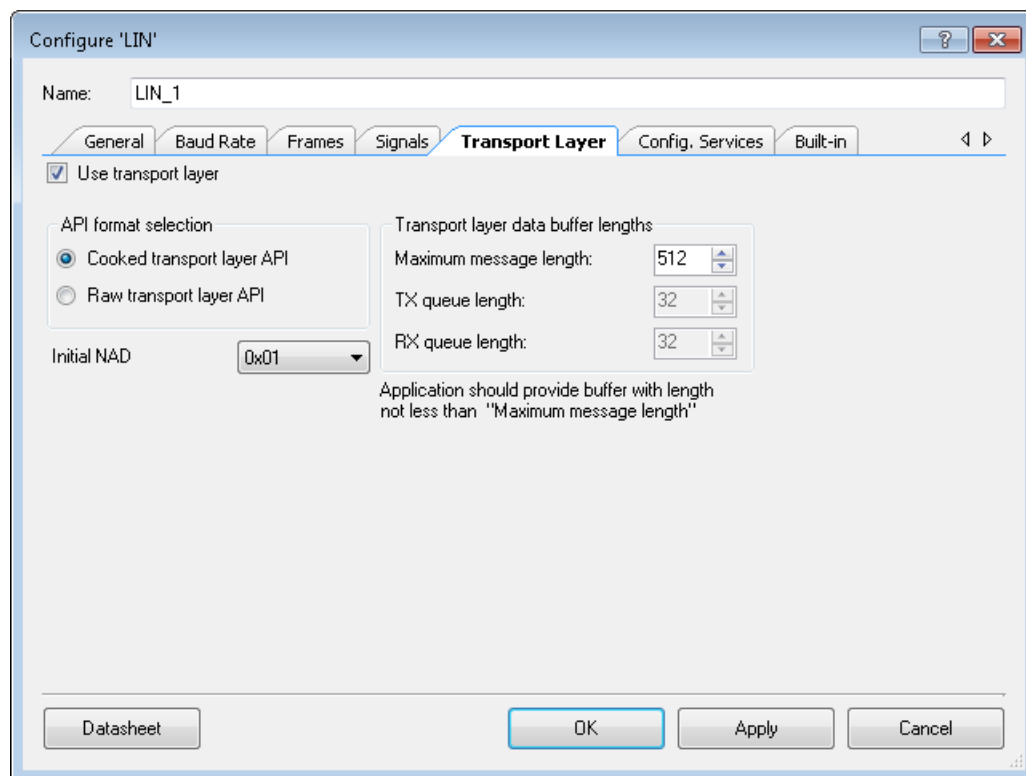 Configure 'LIN'
Name: LIN_1
General Baud Rate Frames Signals Transport Layer Config. Services Built-in
Use transport layer
API format selection
Cooked transport layer API
Raw transport layer API
Initial NAD 0x01
Transport layer data buffer lengths
Maximum message length: 512
TX queue length: 32
RX queue length: 32
Application should provide buffer with length
not less than "Maximum message length"
Datasheet OK Apply Cancel